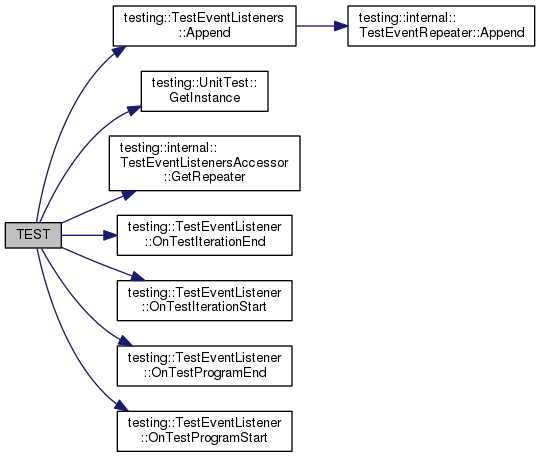 testing::TestEventListeners
::Append
testing::internal::
TestEventRepeater::Append
testing::UnitTest::
GetInstance
testing::internal::
TestEventListenersAccessor
::GetRepeater
TEST
testing::TestEventListener
::OnTestIterationEnd
testing::TestEventListener
::OnTestIterationStart
testing::TestEventListener
::OnTestProgramEnd
testing::TestEventListener
::OnTestProgramStart